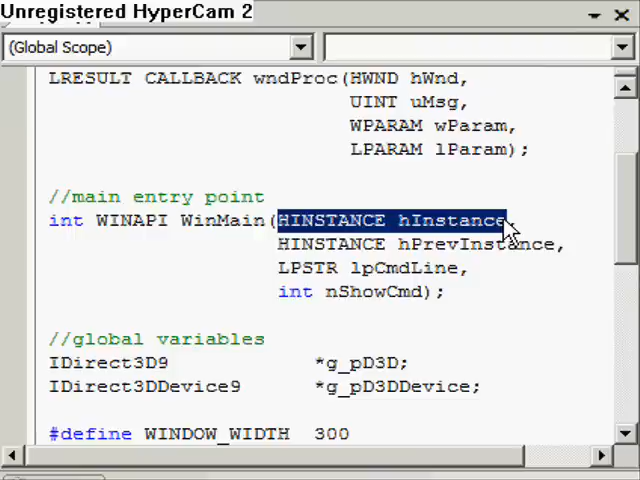 Unregistered HyperCam 2
(Global Scope)
LRESULT CALLBACK wndProc(HWND hWnd,
UINT uMsg,
WPARAM wParam,
LPARAM lParam);
//main entry point
int WINAPI WinMain(HINSTANCE hInstance,
HINSTANCE hPrevInstance,
LPSTR lpCmdLine,
int nShowCmd);
//global variables
IDirect3D9 *g_pD3D;
IDirect3DDevice9 *g_pD3DDevice;
#define WINDOW_WIDTH 300